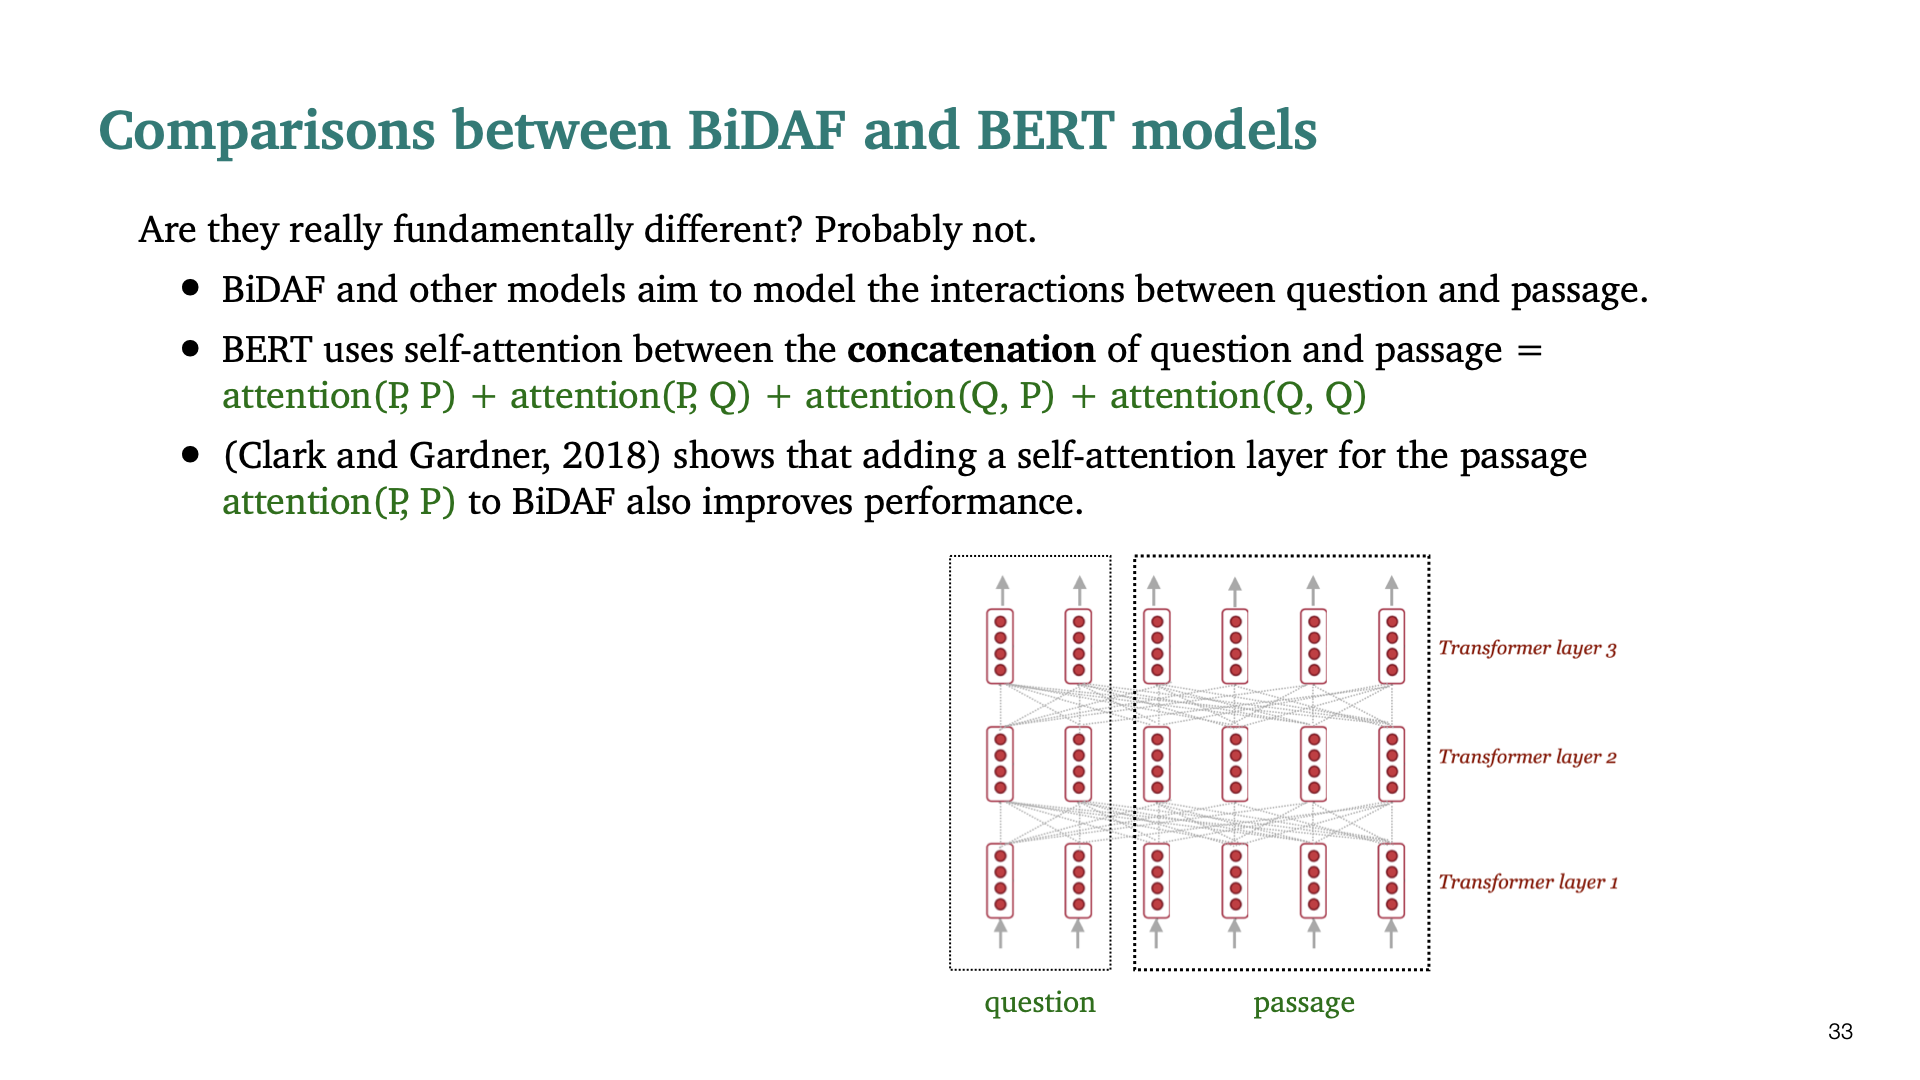 Comparisons between BiDAF and BERT models
Are they really fundamentally different? Probably not.
• BiDAF and other models aim to model the interactions between question and passage.
• BERT uses self-attention between the concatenation of question and passage =
attention(P, P) + attention(P, Q) + attention(Q, P) + attention(Q, Q)
• (Clark and Gardner, 2018) shows that adding a self-attention layer for the passage
attention(P, P) to BiDAF also improves performance.
Transformer layer 3
Transformer layer 2
Transformer layer 1
question
passage
33